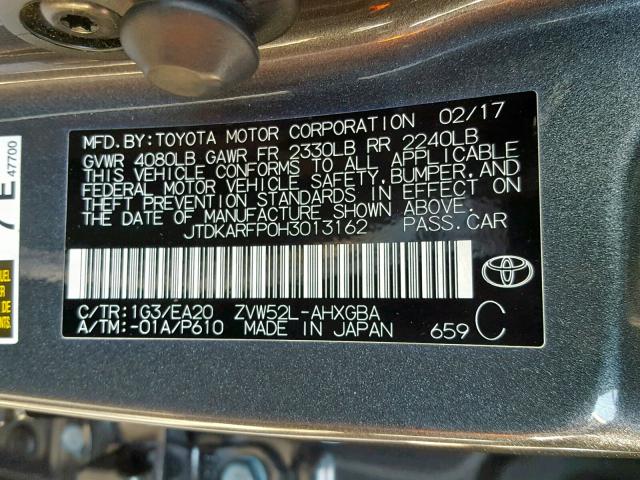 MFD.BY:TOYOTA MOTOR CORPORATION 02/17
GVWR 4080LB GAWR FR 2330LB RR 2240LB
THIS VEHICLE CONFORMS TO ALL APPLICABLE
FEDERAL MOTOR VEHICLE SAFETY,BUMPER,AND
THEFT PREVENTION STANDARDS IN EFFECT ON
THE DATE OF MANUFACTURE SHOWN ABOVE.
JTDKARFP0H3013162 PASS.CAR
C/TR:1G3/EA20 ZVW52L-AHXGBA
A/TM:-01A/P610 MADE IN JAPAN 659 C
7E
47700